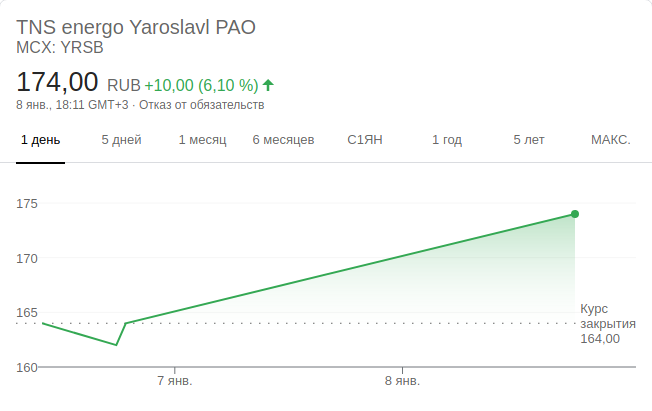 TNS energo Yaroslavl PAO
MCX: YRSB
174,00 RUB +10,00 (6,10 %)
8 янв., 18:11 GMT+3 · Отказ от обязательств
1 день 5 дней 1 месяц 6 месяцев С1ЯН 1 год 5 лет МАКС.
175
170
165
160
Курс
закрытия
164,00
7 янв. 8 янв.